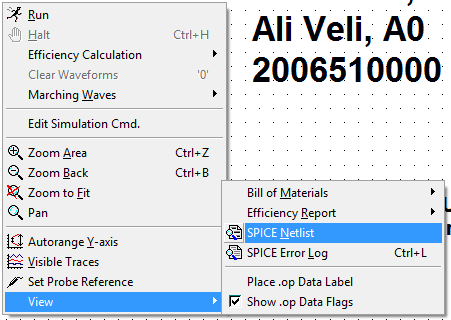 Run
Halt Ctrl+H
Efficiency Calculation
Clear Waveforms '0'
Marching Waves
Edit Simulation Cmd.
Zoom Area Ctrl+Z
Zoom Back Ctrl+B
Zoom to Fit
Pan
Autorange Y-axis
Visible Traces
Set Probe Reference
View
Ali Veli, A0
2006510000
Bill of Materials
Efficiency Report
SPICE Netlist
SPICE Error Log Ctrl+L
Place .op Data Label
Show .op Data Flags